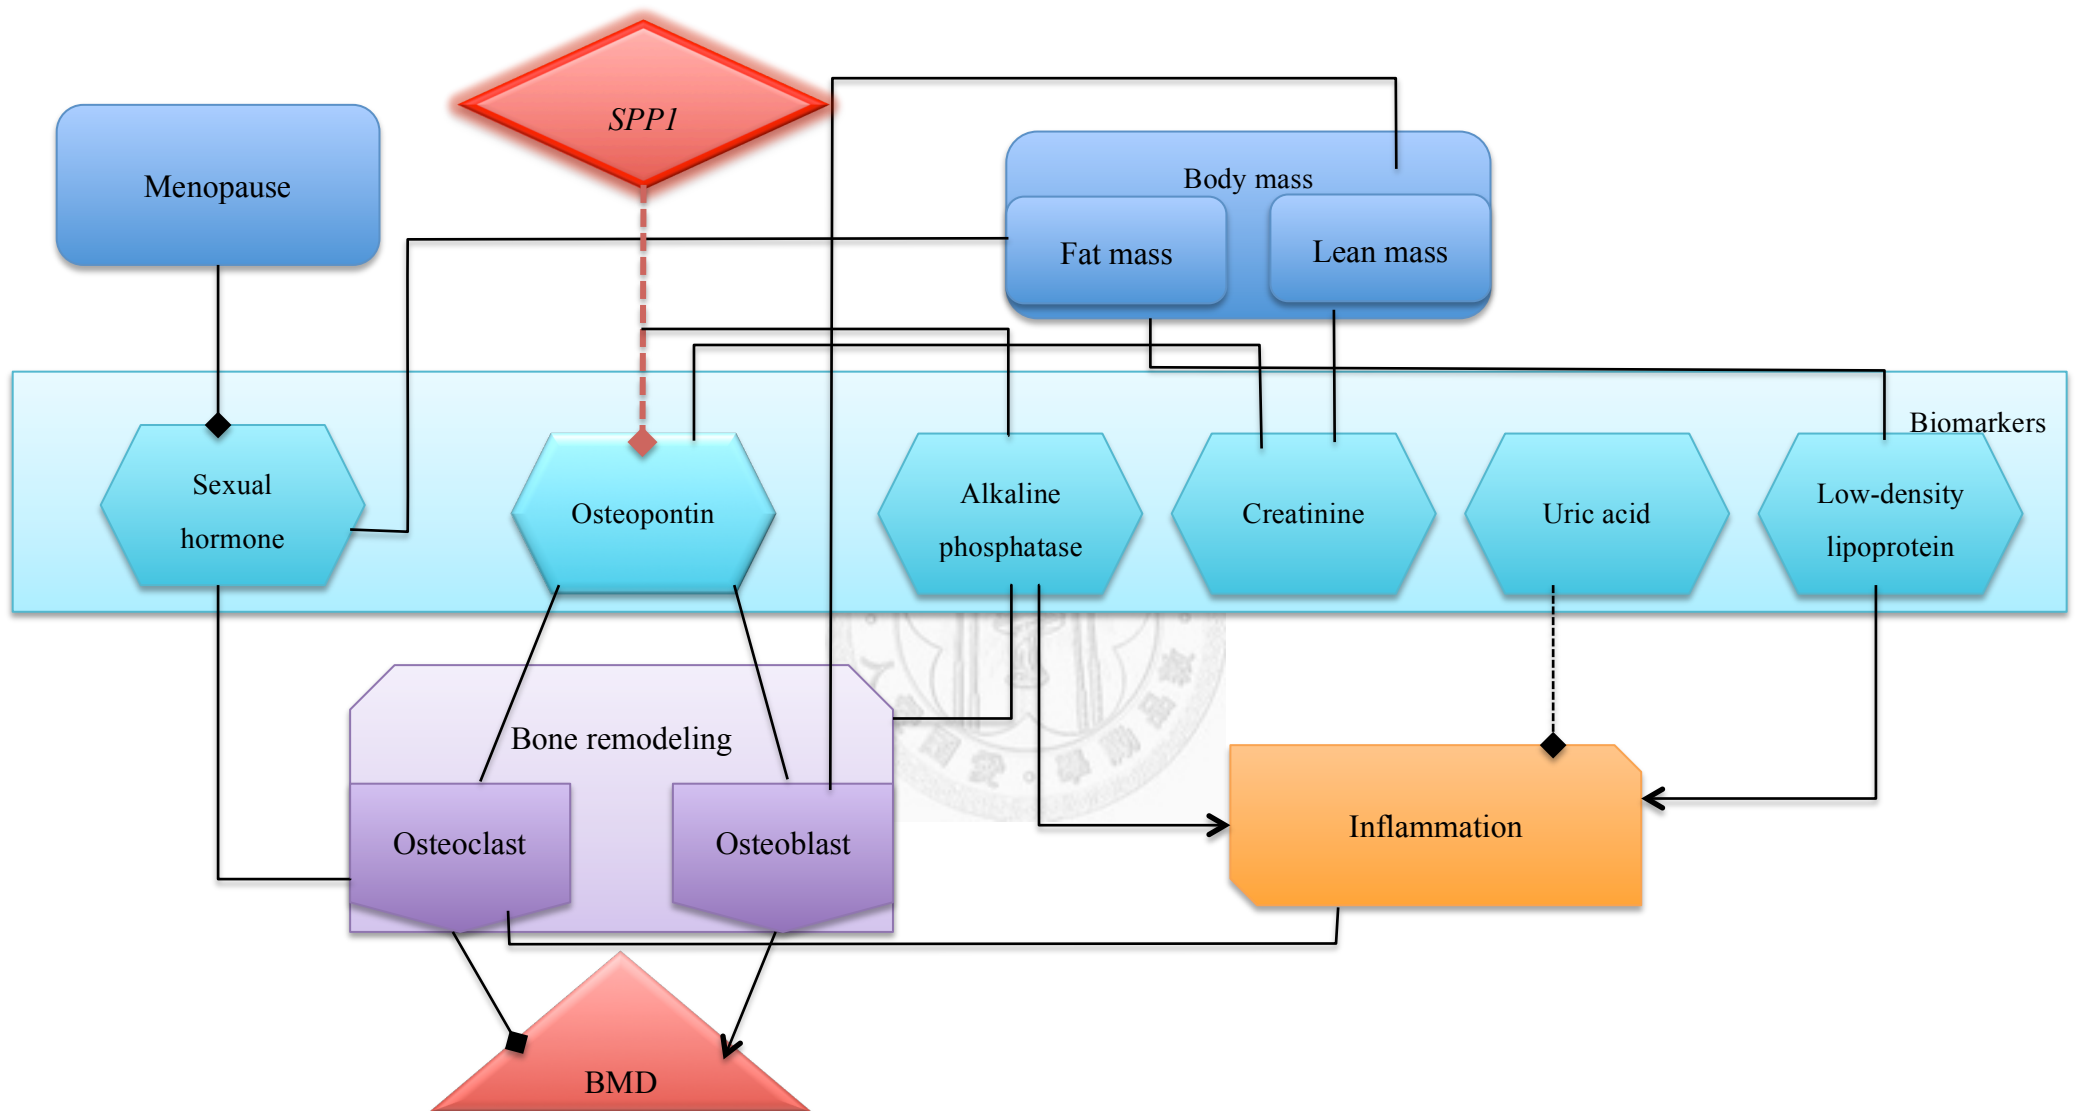 SPP1
Menopause
Body mass
Fat mass
Lean mass
Biomarkers
Sexual
hormone
Osteopontin
Alkaline
phosphatase
Creatinine
Uric acid
Low-density
lipoprotein
Bone remodeling
Osteoclast
Osteoblast
Inflammation
BMD